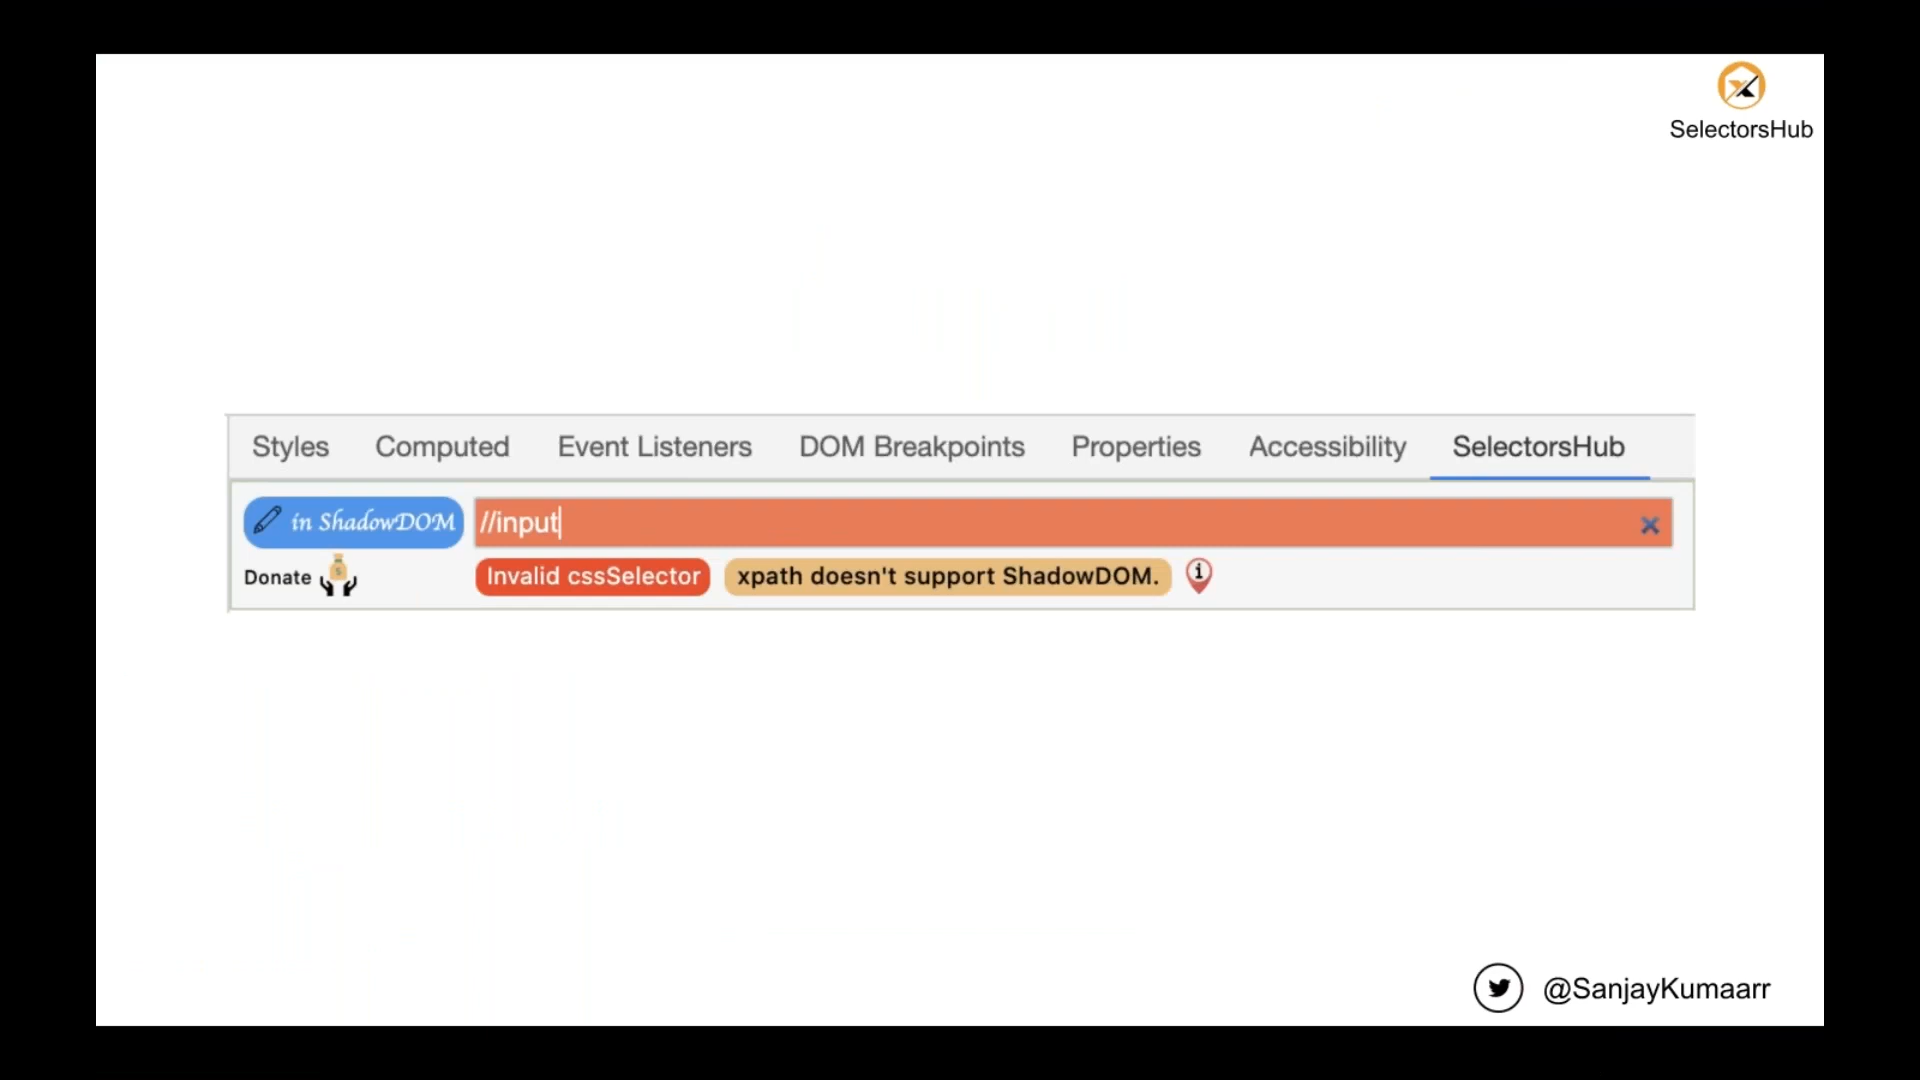 SelectorsHub
Styles Computed Event Listeners DOM Breakpoints Properties Accessibility SelectorsHub
in ShadowDOM //input
Donate $ Invalid cssSelector xpath doesn't support ShadowDOM. i
@SanjayKumaarr